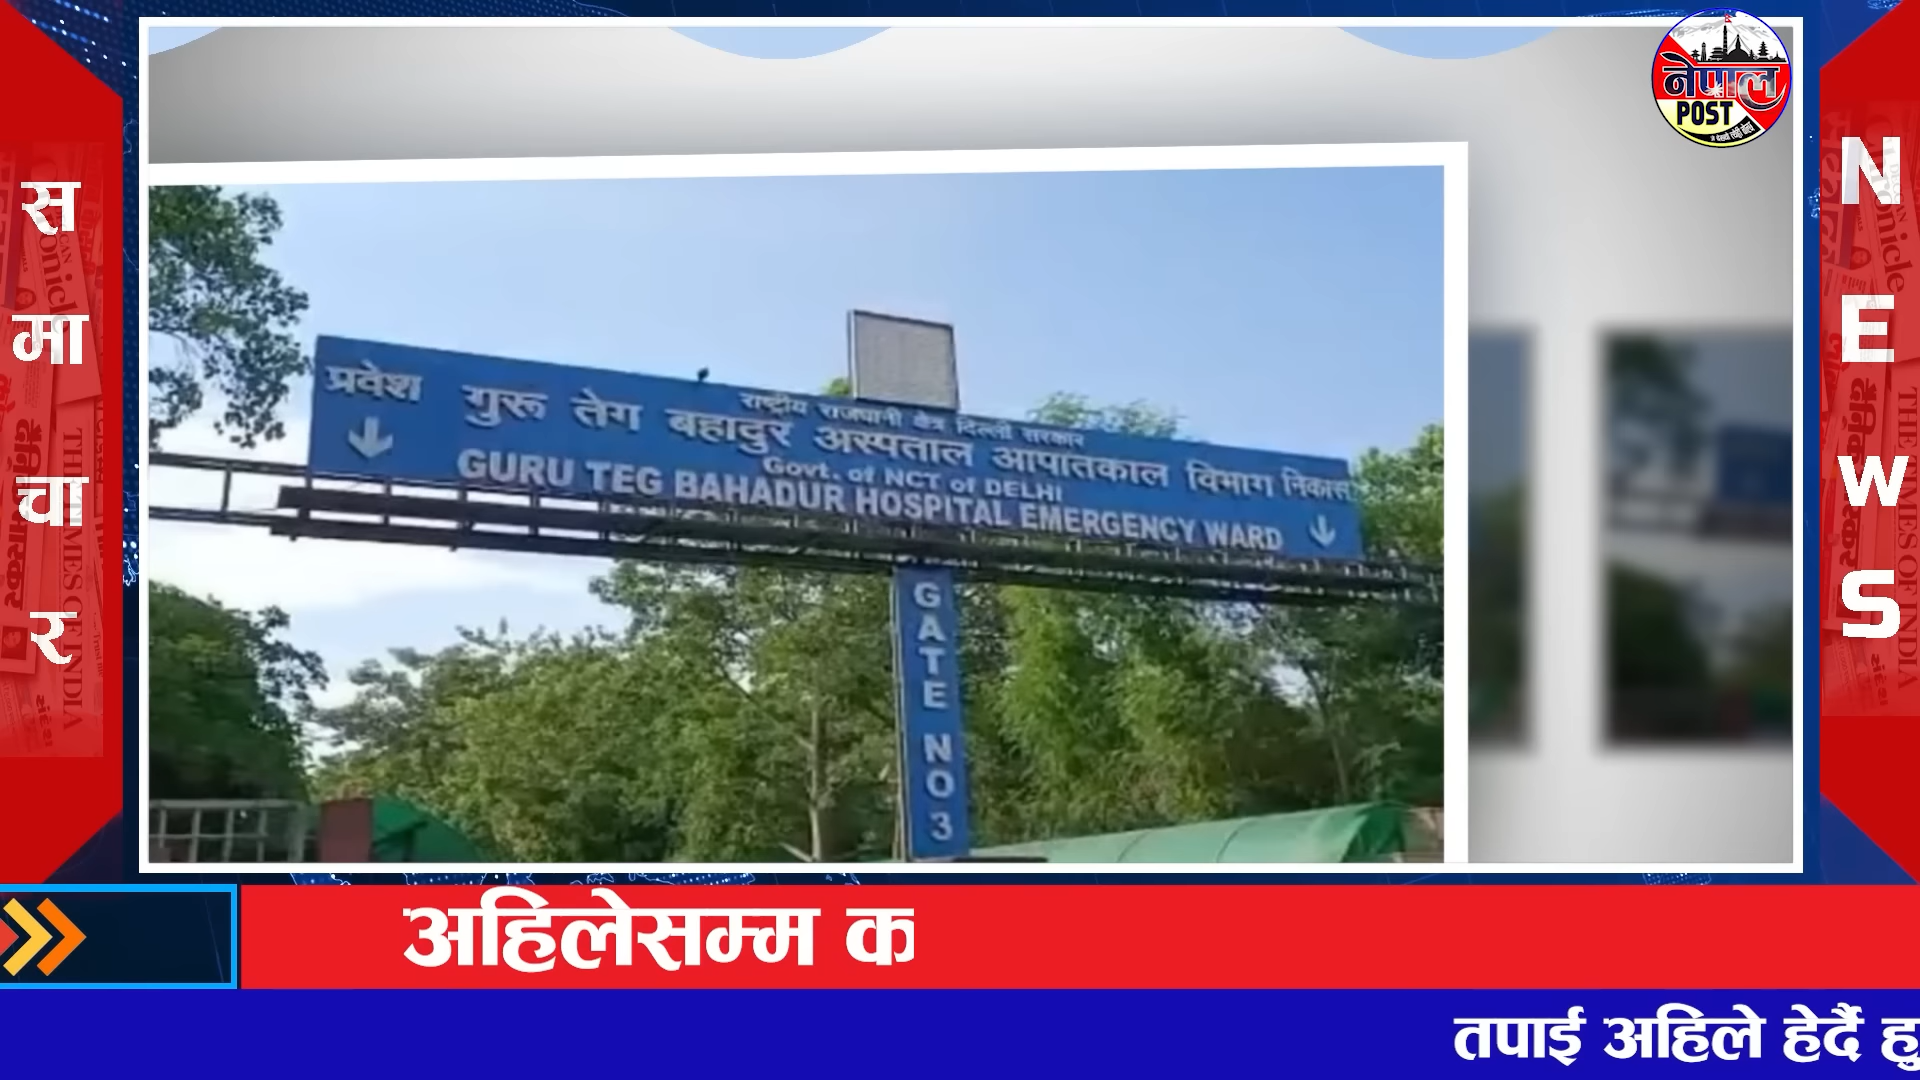 नेपाल
POST
स
मा
चा
र
N
E
W
S
राष्ट्रीय राजधानी क्षेत्र दिल्ली सरकार
प्रवेश गुरू तेग बहादुर अस्पताल आपातकाल विभाग निकास
Govt. of NCT of DELHI
GURU TEG BAHADUR HOSPITAL EMERGENCY WARD
GATE NO 3
अहिलेसम्म क
तपाई अहिले हेर्दै हु